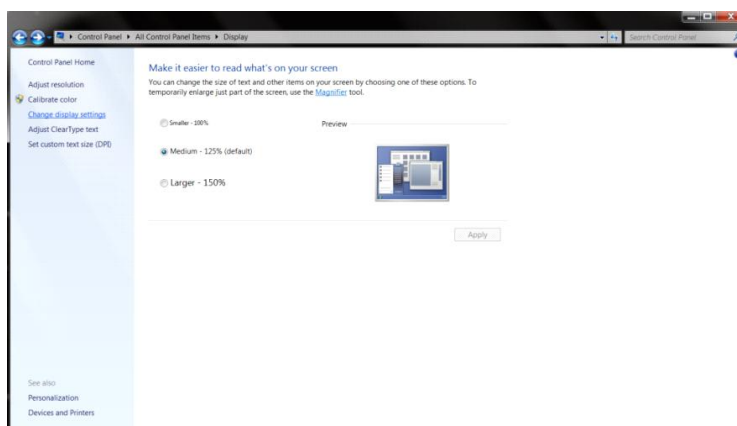 Control Panel ▸ All Control Panel Items ▸ Display
Search Control Panel
Control Panel Home
Adjust resolution
Calibrate color
Change display settings
Adjust ClearType text
Set custom text size (DPI)
See also
Personalization
Devices and Printers
Make it easier to read what's on your screen
You can change the size of text and other items on your screen by choosing one of these options. To
temporarily enlarge just part of the screen, use the Magnifier tool.
Smaller - 100%
Preview
Medium - 125% (default)
Larger - 150%
Apply